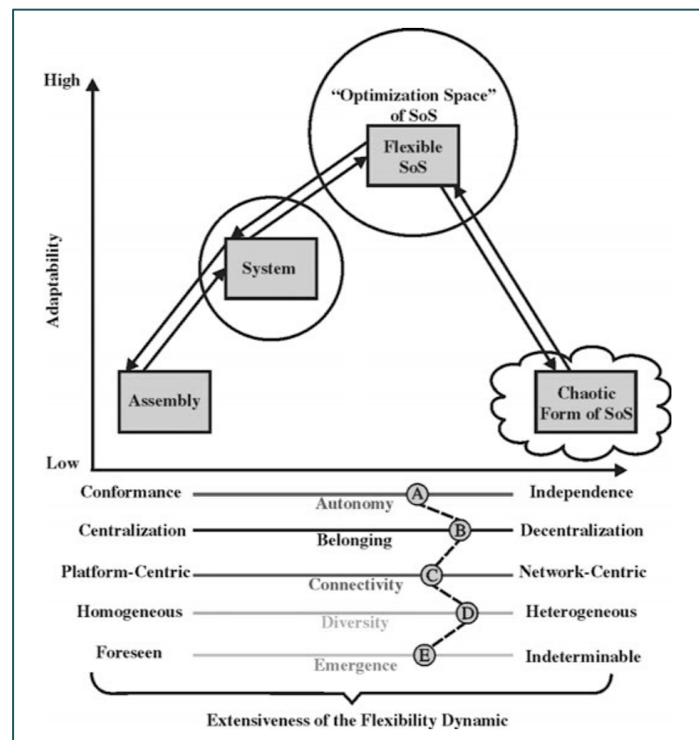 High
"Optimization Space"
of SoS
Flexible
SoS
System
Adaptability
Assembly
Chaotic
Form of SoS
Low
Conformance
A
Independence
Autonomy
Centralization
B
Decentralization
Belonging
Platform-Centric
C
Network-Centric
Connectivity
Homogeneous
D
Heterogeneous
Diversity
Foreseen
E
Indeterminable
Emergence
Extensiveness of the Flexibility Dynamic